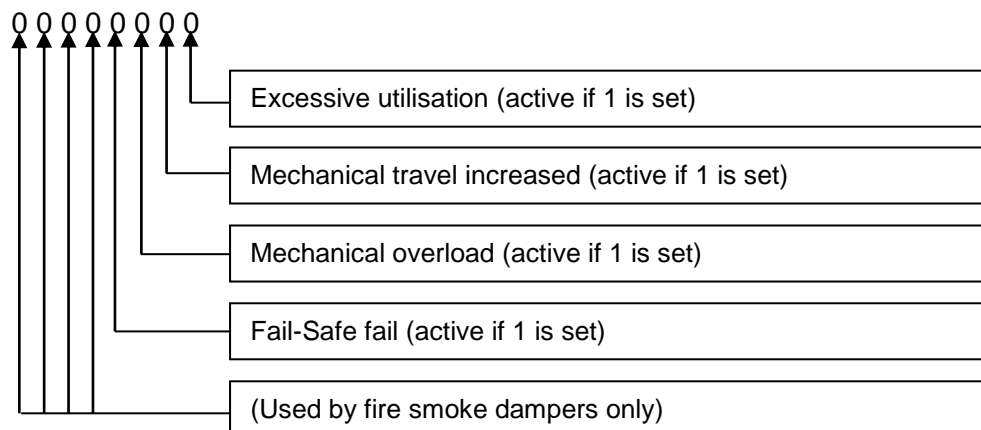 0 0 0 0 0 0 0 0
Excessive utilisation (active if 1 is set)
Mechanical travel increased (active if 1 is set)
Mechanical overload (active if 1 is set)
Fail-Safe fail (active if 1 is set)
(Used by fire smoke dampers only)